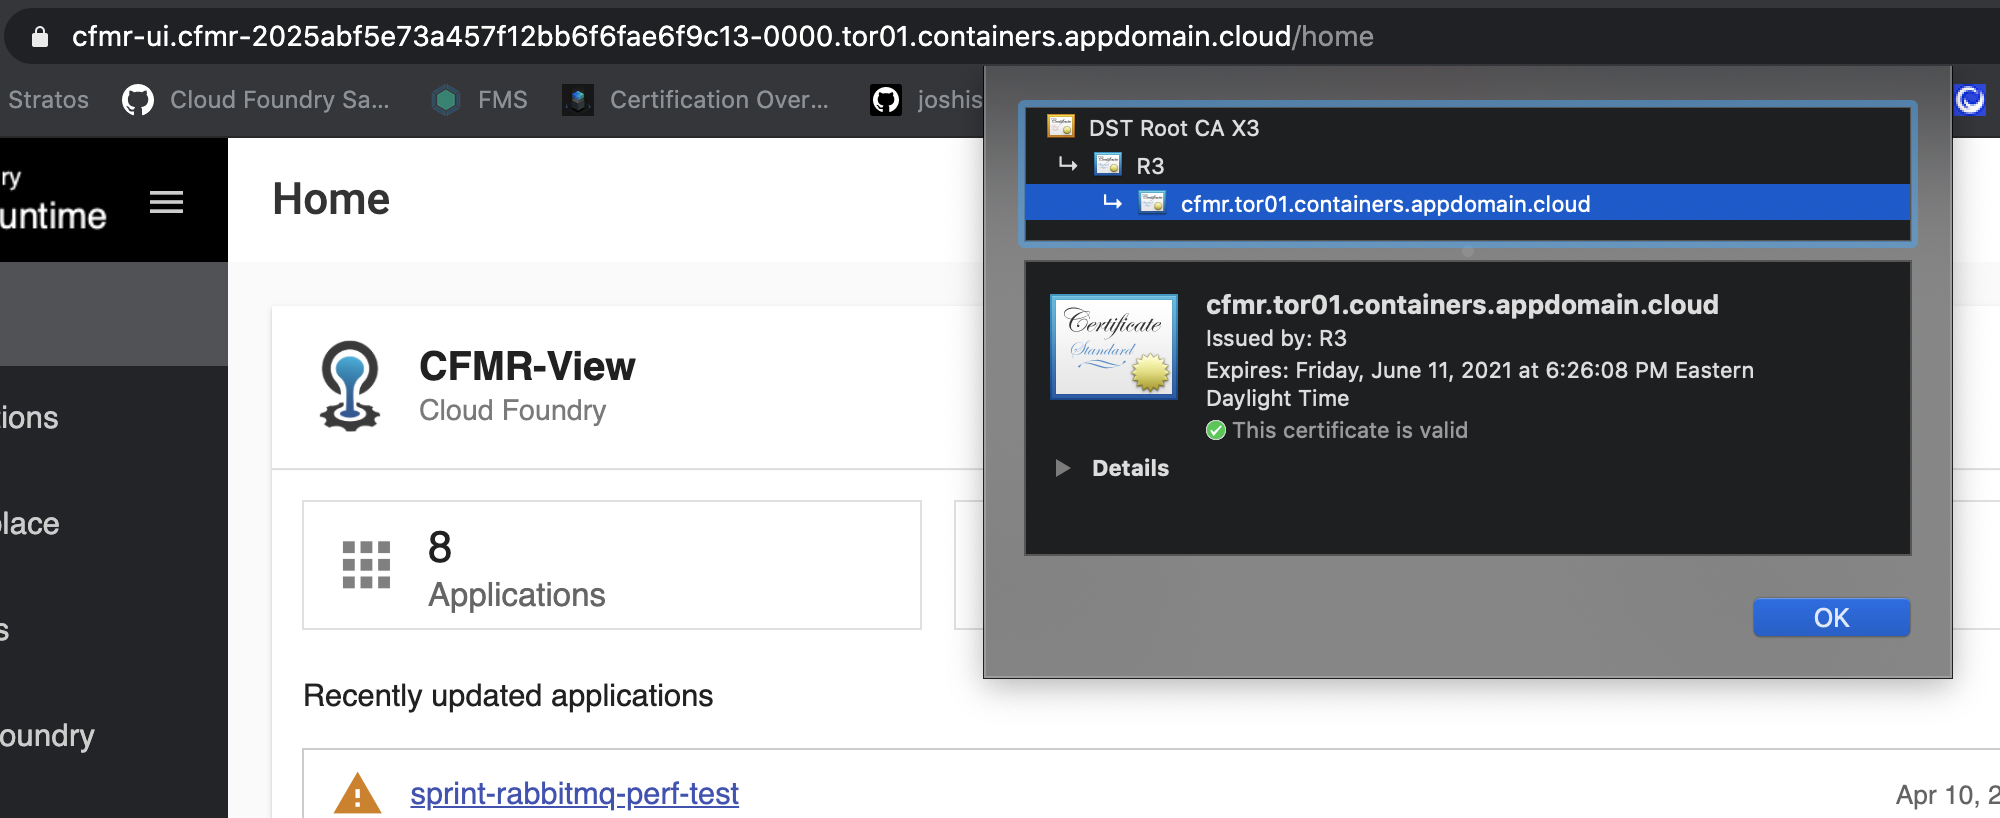 cfmr-ui.cfmr-2025abf5e73a457f12bb6f6fae6f9c13-0000.tor01.containers.appdomain.cloud/home
Stratos
Cloud Foundry Sa...
FMS
Certification Over...
joshis
DST Root CA X3
R3
cfmr.tor01.containers.appdomain.cloud
Certificate
Standard
cfmr.tor01.containers.appdomain.cloud
Issued by: R3
Expires: Friday, June 11, 2021 at 6:26:08 PM Eastern
Daylight Time
This certificate is valid
Details
OK
ry
untime
Home
tions
place
s
oundry
CFMR-View
Cloud Foundry
8
Applications
Recently updated applications
sprint-rabbitmq-perf-test
Apr 10, 2